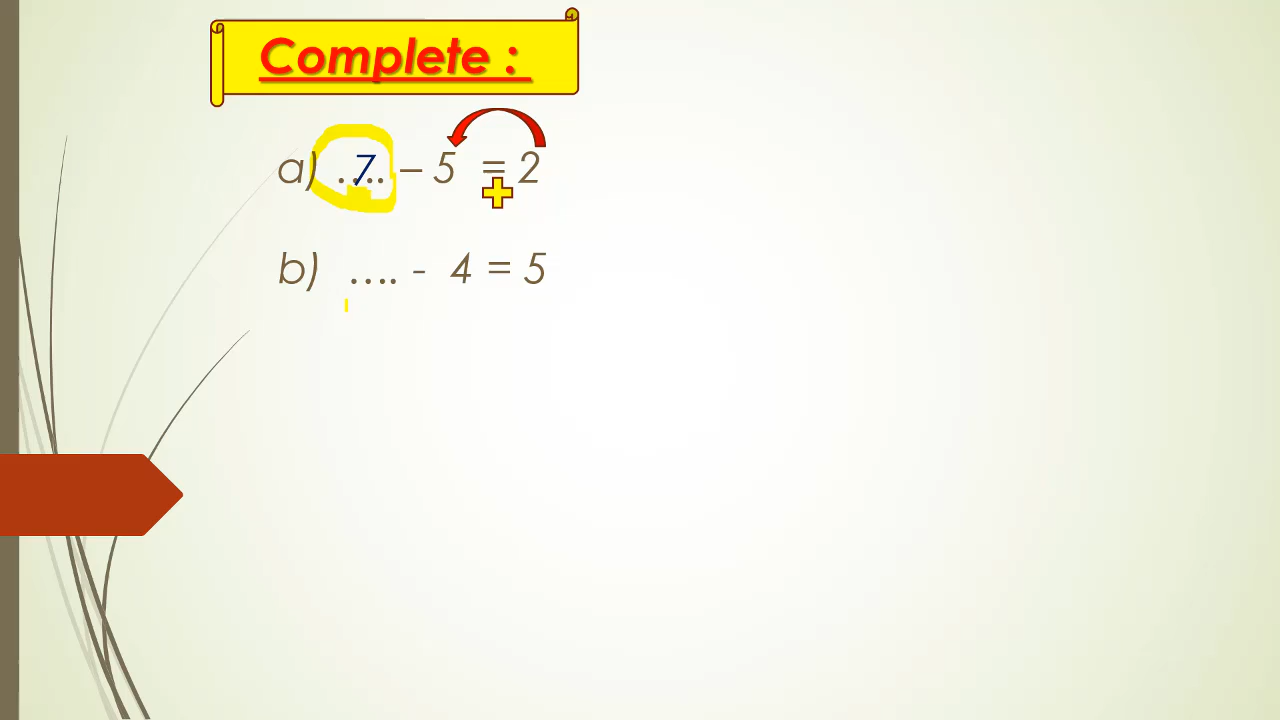 Complete :
a) ..7.. – 5 = 2
b) .... - 4 = 5